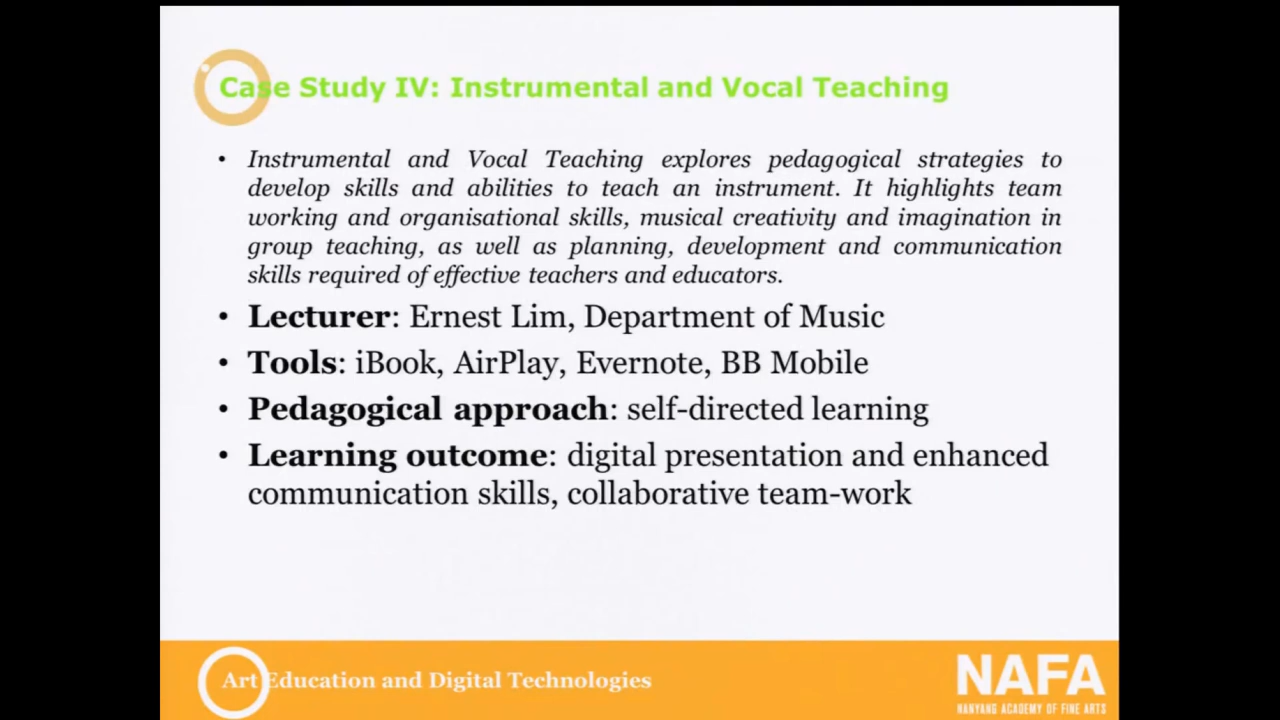 Case Study IV: Instrumental and Vocal Teaching
• Instrumental and Vocal Teaching explores pedagogical strategies to
develop skills and abilities to teach an instrument. It highlights team
working and organisational skills, musical creativity and imagination in
group teaching, as well as planning, development and communication
skills required of effective teachers and educators.
• Lecturer: Ernest Lim, Department of Music
• Tools: iBook, AirPlay, Evernote, BB Mobile
• Pedagogical approach: self-directed learning
• Learning outcome: digital presentation and enhanced
communication skills, collaborative team-work
Art Education and Digital Technologies
NAFA
NANYANG ACADEMY OF FINE ARTS